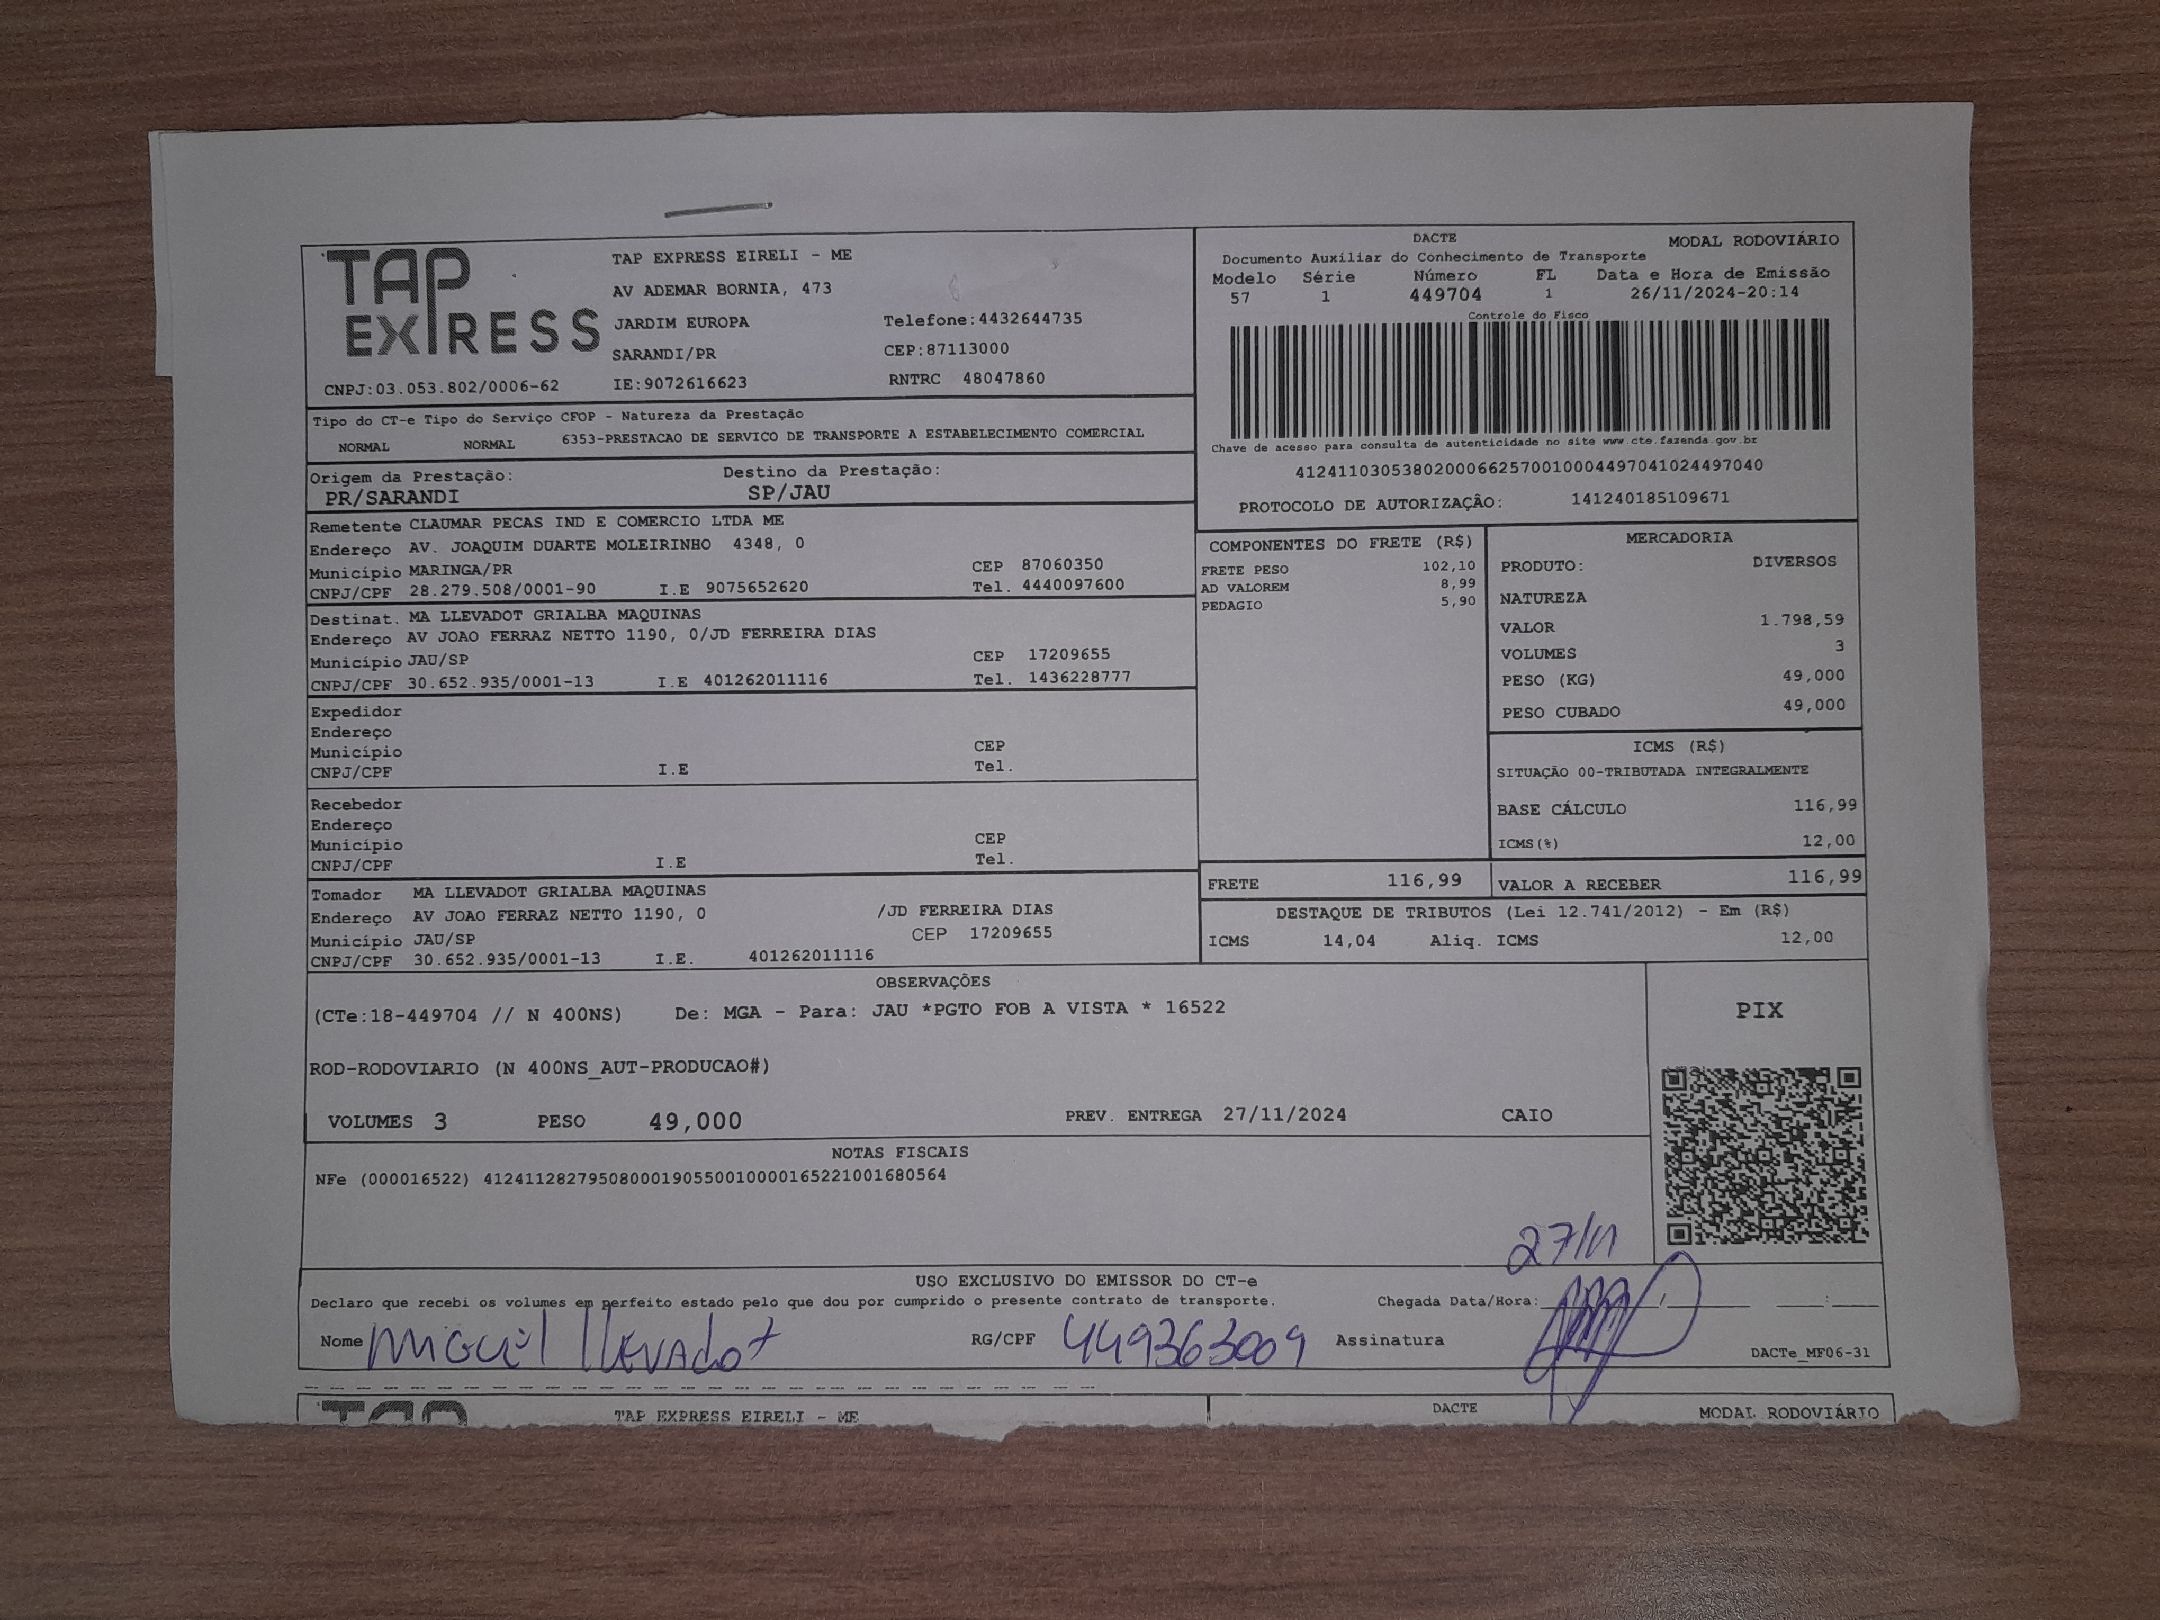 TAP EXPRESS
TAP EXPRESS EIRELI - ME
AV ADEMAR BORNIA, 473
JARDIM EUROPA Telefone:4432644735
SARANDI/PR CEP:87113000
CNPJ:03.053.802/0006-62 IE:9072616623 RNTRC 48047860
DACTE MODAL RODOVIÁRIO
Documento Auxiliar do Conhecimento de Transporte
Modelo Série Número FL Data e Hora de Emissão
57 1 449704 1 26/11/2024-20:14
Controle do Fisco
Chave de acesso para consulta de autenticidade no site www.cte.fazenda.gov.br
41241103053802000662570010004497041024497040
PROTOCOLO DE AUTORIZAÇÃO: 141240185109671
Tipo do CT-e Tipo do Serviço CFOP - Natureza da Prestação
NORMAL NORMAL 6353-PRESTACAO DE SERVICO DE TRANSPORTE A ESTABELECIMENTO COMERCIAL
Origem da Prestação: Destino da Prestação:
PR/SARANDI SP/JAU
Remetente CLAUMAR PECAS IND E COMERCIO LTDA ME
Endereço AV. JOAQUIM DUARTE MOLEIRINHO 4348, 0
Município MARINGA/PR CEP 87060350
CNPJ/CPF 28.279.508/0001-90 I.E 9075652620 Tel. 4440097600
Destinat. MA LLEVADOT GRIALBA MAQUINAS
Endereço AV JOAO FERRAZ NETTO 1190, 0/JD FERREIRA DIAS
Município JAU/SP CEP 17209655
CNPJ/CPF 30.652.935/0001-13 I.E 401262011116 Tel. 1436228777
Expedidor
Endereço
Município CEP
CNPJ/CPF I.E Tel.
Recebedor
Endereço
Município CEP
CNPJ/CPF I.E Tel.
Tomador MA LLEVADOT GRIALBA MAQUINAS
Endereço AV JOAO FERRAZ NETTO 1190, 0 /JD FERREIRA DIAS
Município JAU/SP CEP 17209655
CNPJ/CPF 30.652.935/0001-13 I.E. 401262011116
COMPONENTES DO FRETE (R$)
FRETE PESO 102,10
AD VALOREM 8,99
PEDAGIO 5,90
MERCADORIA
PRODUTO: DIVERSOS
NATUREZA
VALOR 1.798,59
VOLUMES 3
PESO (KG) 49,000
PESO CUBADO 49,000
ICMS (R$)
SITUAÇÃO 00-TRIBUTADA INTEGRALMENTE
BASE CÁLCULO 116,99
ICMS(%) 12,00
FRETE 116,99 VALOR A RECEBER 116,99
DESTAQUE DE TRIBUTOS (Lei 12.741/2012) - Em (R$)
ICMS 14,04 Aliq. ICMS 12,00
OBSERVAÇÕES
(CTe:18-449704 // N 400NS) De: MGA - Para: JAU *PGTO FOB A VISTA * 16522
ROD-RODOVIARIO (N 400NS_AUT-PRODUCAO#)
VOLUMES 3 PESO 49,000 PREV. ENTREGA 27/11/2024 CAIO
PIX
NOTAS FISCAIS
NFe (000016522) 41241128279508000190550010000165221001680564
27/11
USO EXCLUSIVO DO EMISSOR DO CT-e
Declaro que recebi os volumes em perfeito estado pelo que dou por cumprido o presente contrato de transporte. Chegada Data/Hora:
Nome Miguel llevadot RG/CPF 449363009 Assinatura
DACTe_MF06-31
TAP EXPRESS EIRELI - ME DACTE MODAL RODOVIÁRIO